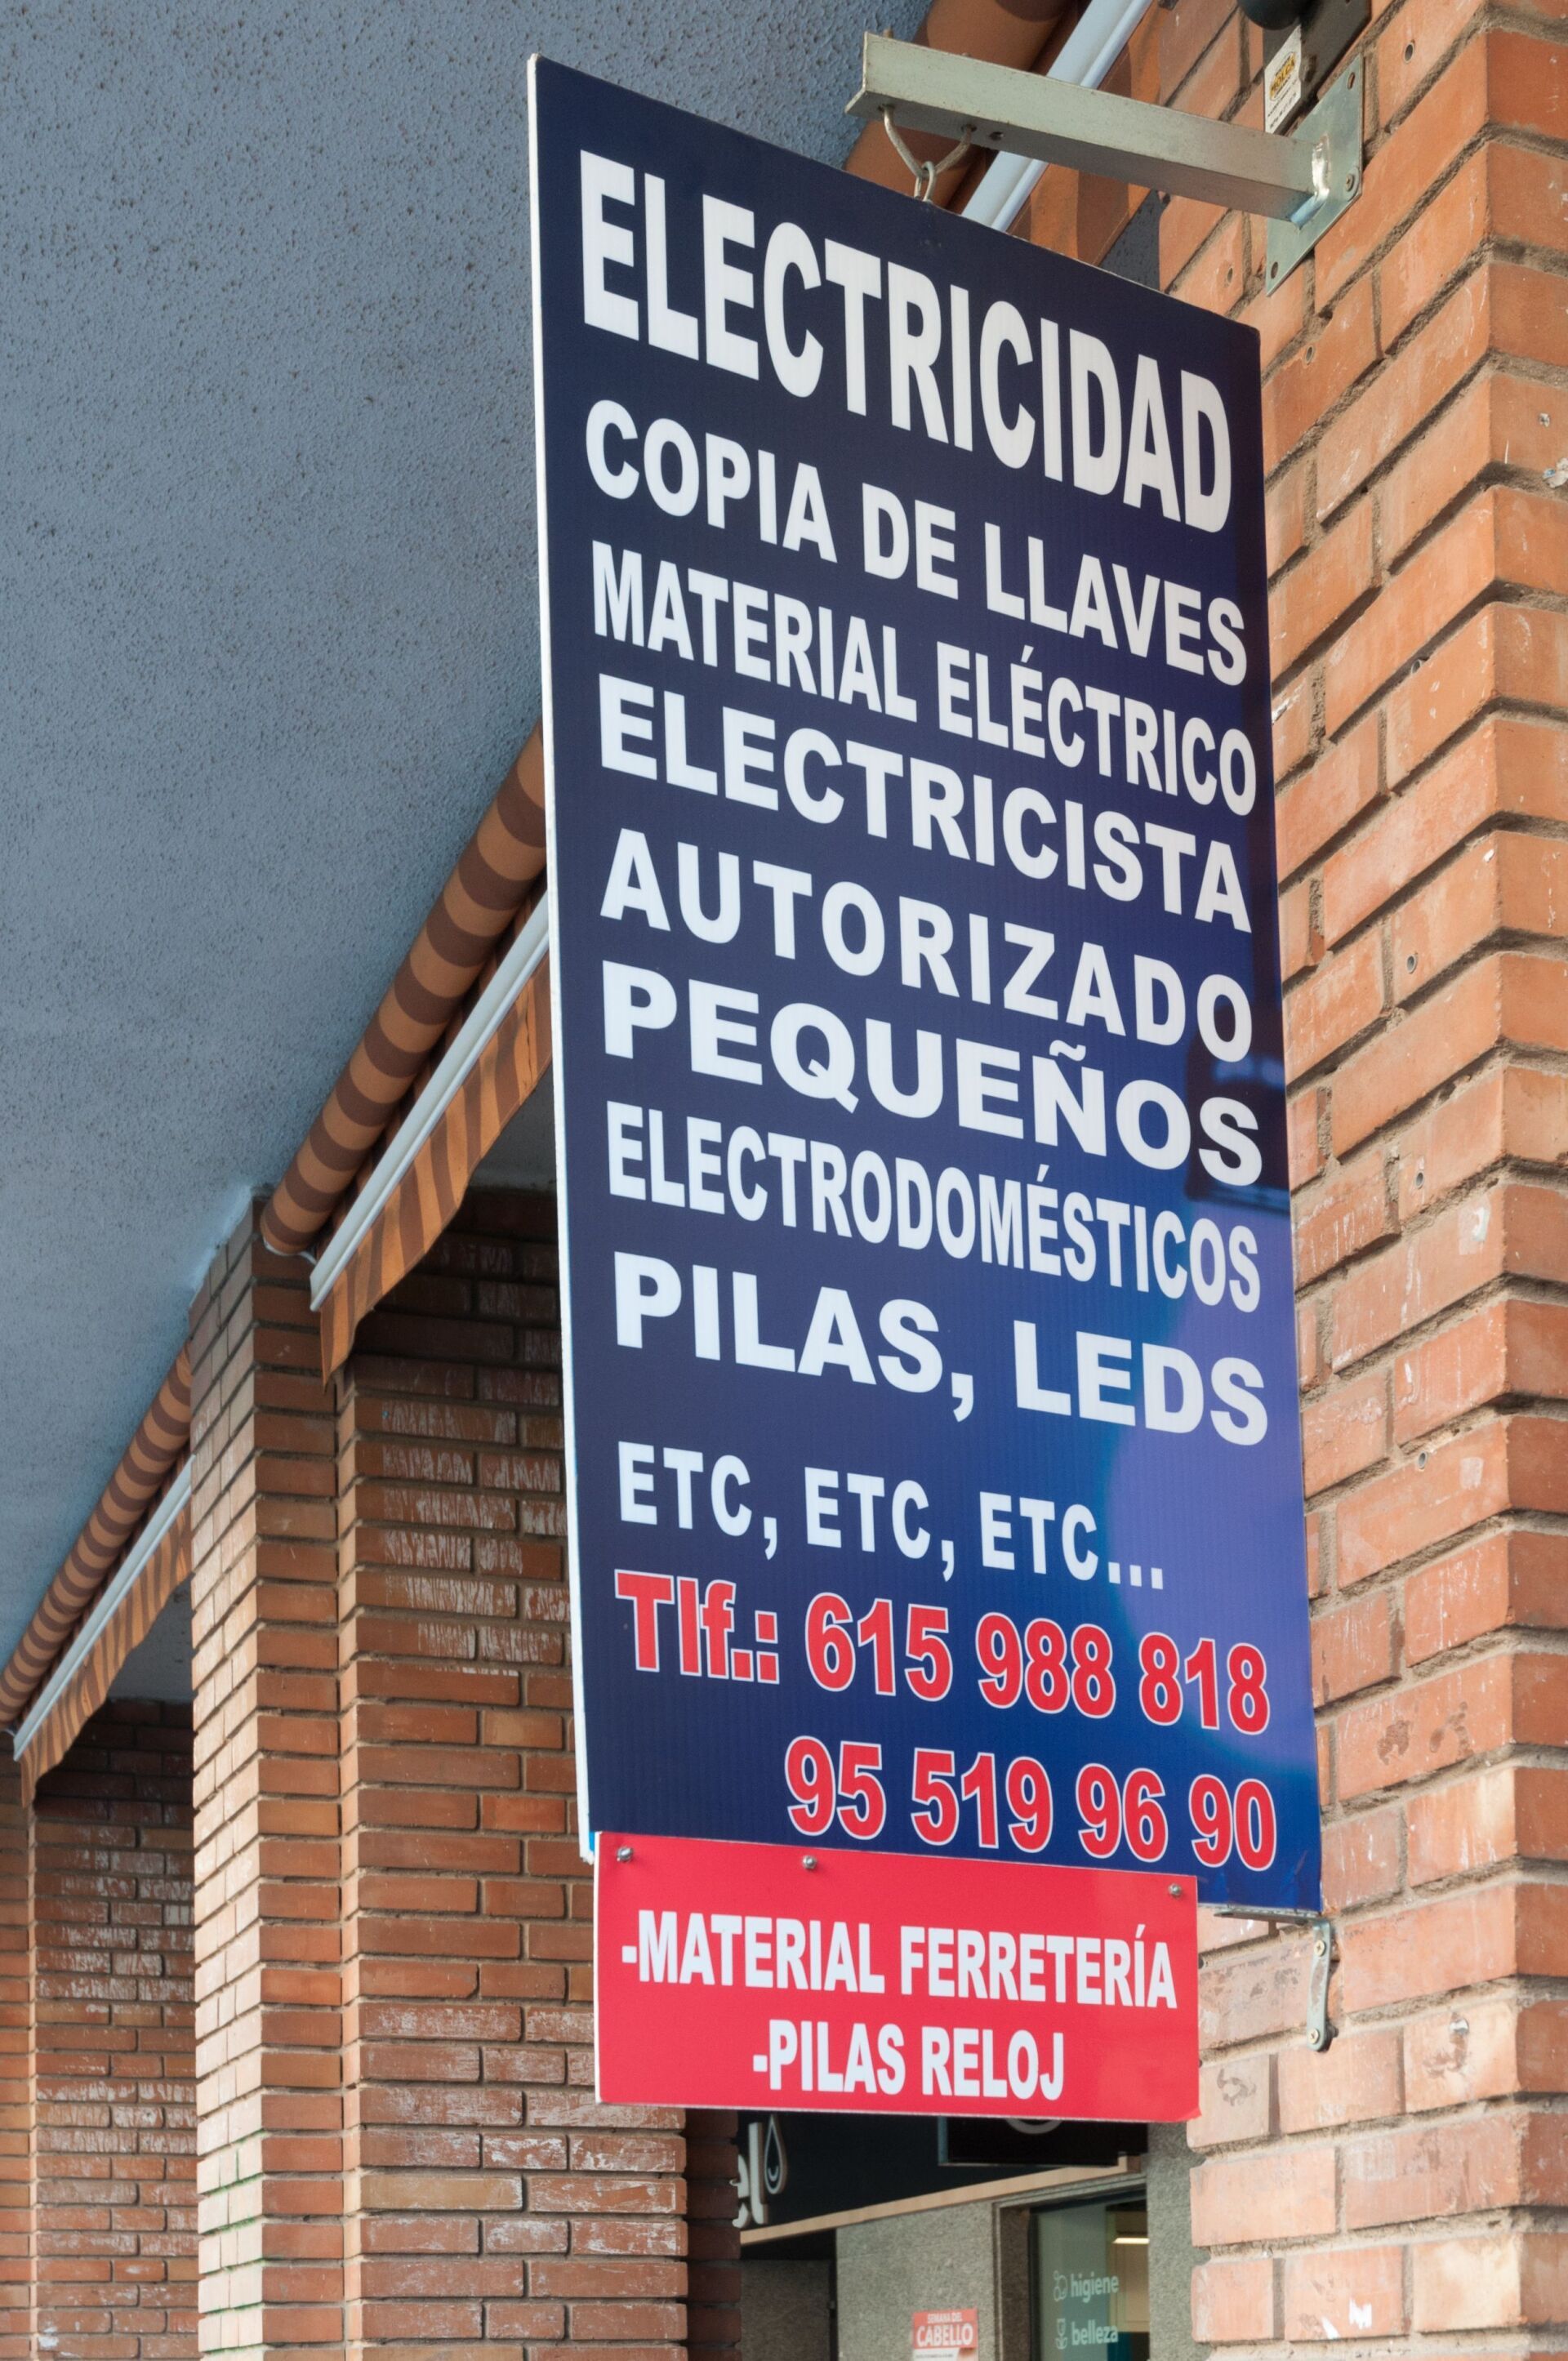 ELECTRICIDAD
COPIA DE LLAVES
MATERIAL ELÉCTRICO
ELECTRICISTA
AUTORIZADO
PEQUEÑOS
ELECTRODOMÉSTICOS
PILAS, LEDS
ETC, ETC, ETC...
Tlf.: 615 988 818
95 519 96 90
-MATERIAL FERRETERÍA
-PILAS RELOJ
higiene
belleza
CABELLO